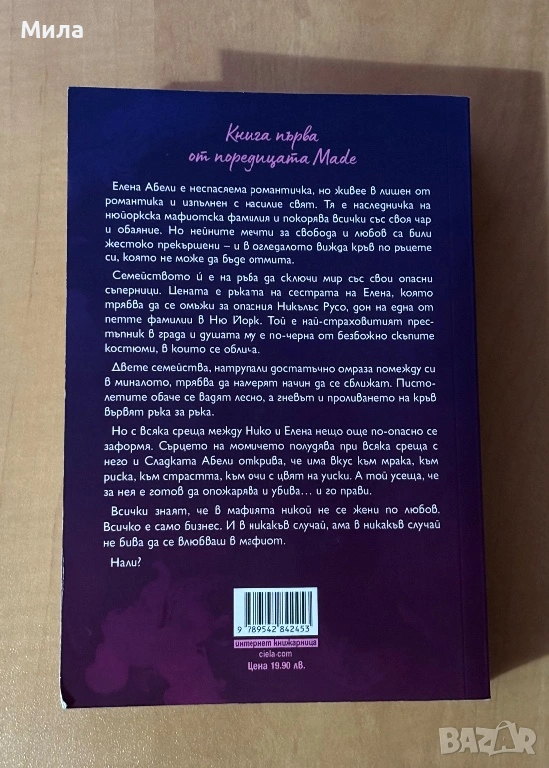 Мила
Книга първа
от поредицата Made
Елена Абели е неспасяема романтичка, но живее в лишен от
романтика и изпълнен с насилие свят. Тя е наследничка на
нюйоркска мафиотска фамилия и покорява всички със своя чар
и обаяние. Но нейните мечти за свобода и любов са били
жестоко прекършени – и в огледалото вижда кръв по ръцете
си, която не може да бъде отмита.
Семейството ѝ е на ръба да сключи мир със свои опасни
съперници. Цената е ръката на сестрата на Елена, която
трябва да се омъжи за опасния Никълъс Русо, дон на една от
петте фамилии в Ню Йорк. Той е най-страховитият прес-
тъпник в града и душата му е по-черна от безбожно скъпите
костюми, в които се облича.
Двете семейства, натрупали достатъчно омраза помежду си
в миналото, трябва да намерят начин да се сближат.Писто-
летите обаче се вадят лесно, а гневът и проливането на кръв
вървят ръка за ръка.
Но с всяка среща между Нико и Елена нещо още по-опасно се
заформя. Сърцето на момичето полудява при всяка среща с
него и Сладката Абели открива, че има вкус към мрака, към
риска, към страстта, към очи с цвят на уиски. А той усеща, че
за нея е готов да опожарява и убива... и го прави.
Всички знаят, че в мафията никой не се жени по любов.
Всичко е само бизнес. И в никакъв случай, ама в никакъв случай
не бива да се влюбваш в мафиот.
Нали?
9 789542 842453
интернет книжарница
ciela.com
Цена 19.90 лв.
BAZAR